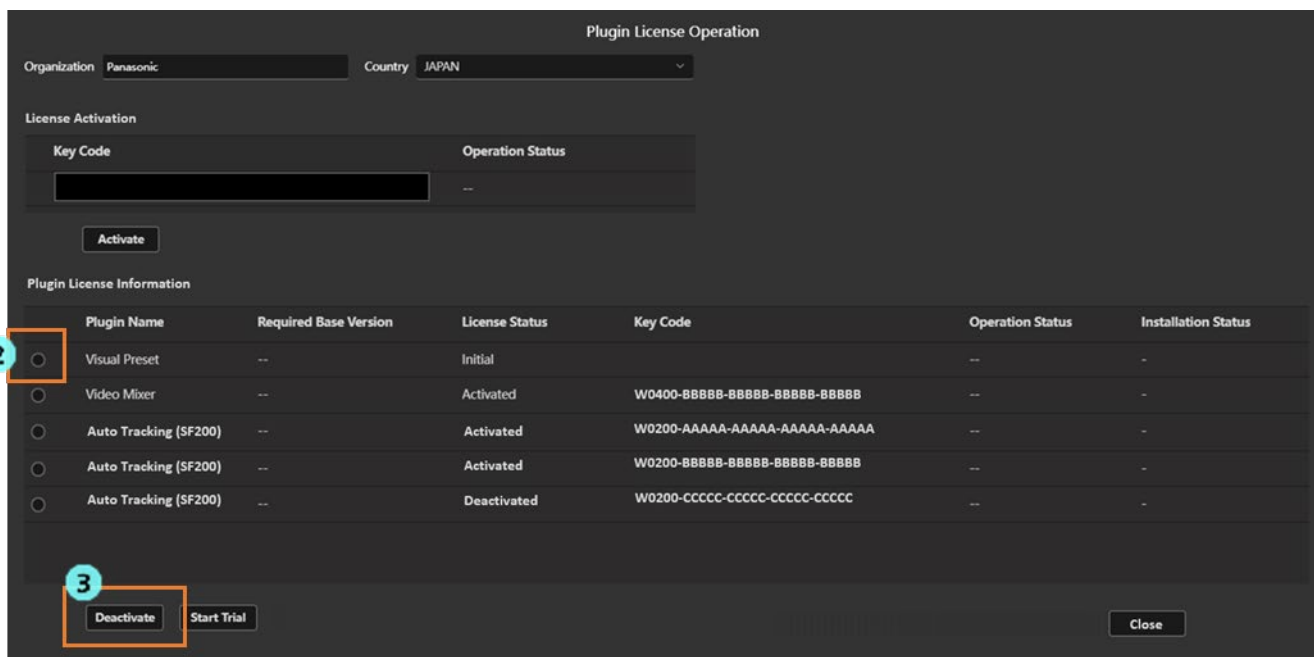 Plugin License Operation
Organization Panasonic Country JAPAN
License Activation
Key Code Operation Status
--
Activate
Plugin License Information
Plugin Name Required Base Version License Status Key Code Operation Status Installation Status
2 Visual Preset -- Initial -- -
Video Mixer -- Activated W0400-BBBBB-BBBBB-BBBBB-BBBBB -- -
Auto Tracking (SF200) -- Activated W0200-AAAAA-AAAAA-AAAAA-AAAAA -- -
Auto Tracking (SF200) -- Activated W0200-BBBBB-BBBBB-BBBBB-BBBBB -- -
Auto Tracking (SF200) -- Deactivated W0200-CCCCC-CCCCC-CCCCC-CCCCC -- -
3
Deactivate Start Trial Close